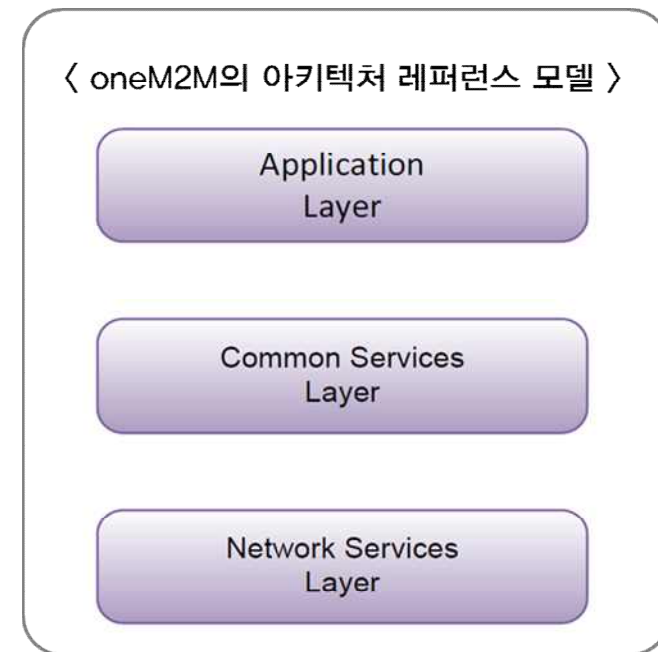 〈 oneM2M의 아키텍처 레퍼런스 모델 〉
Application
Layer
Common Services
Layer
Network Services
Layer